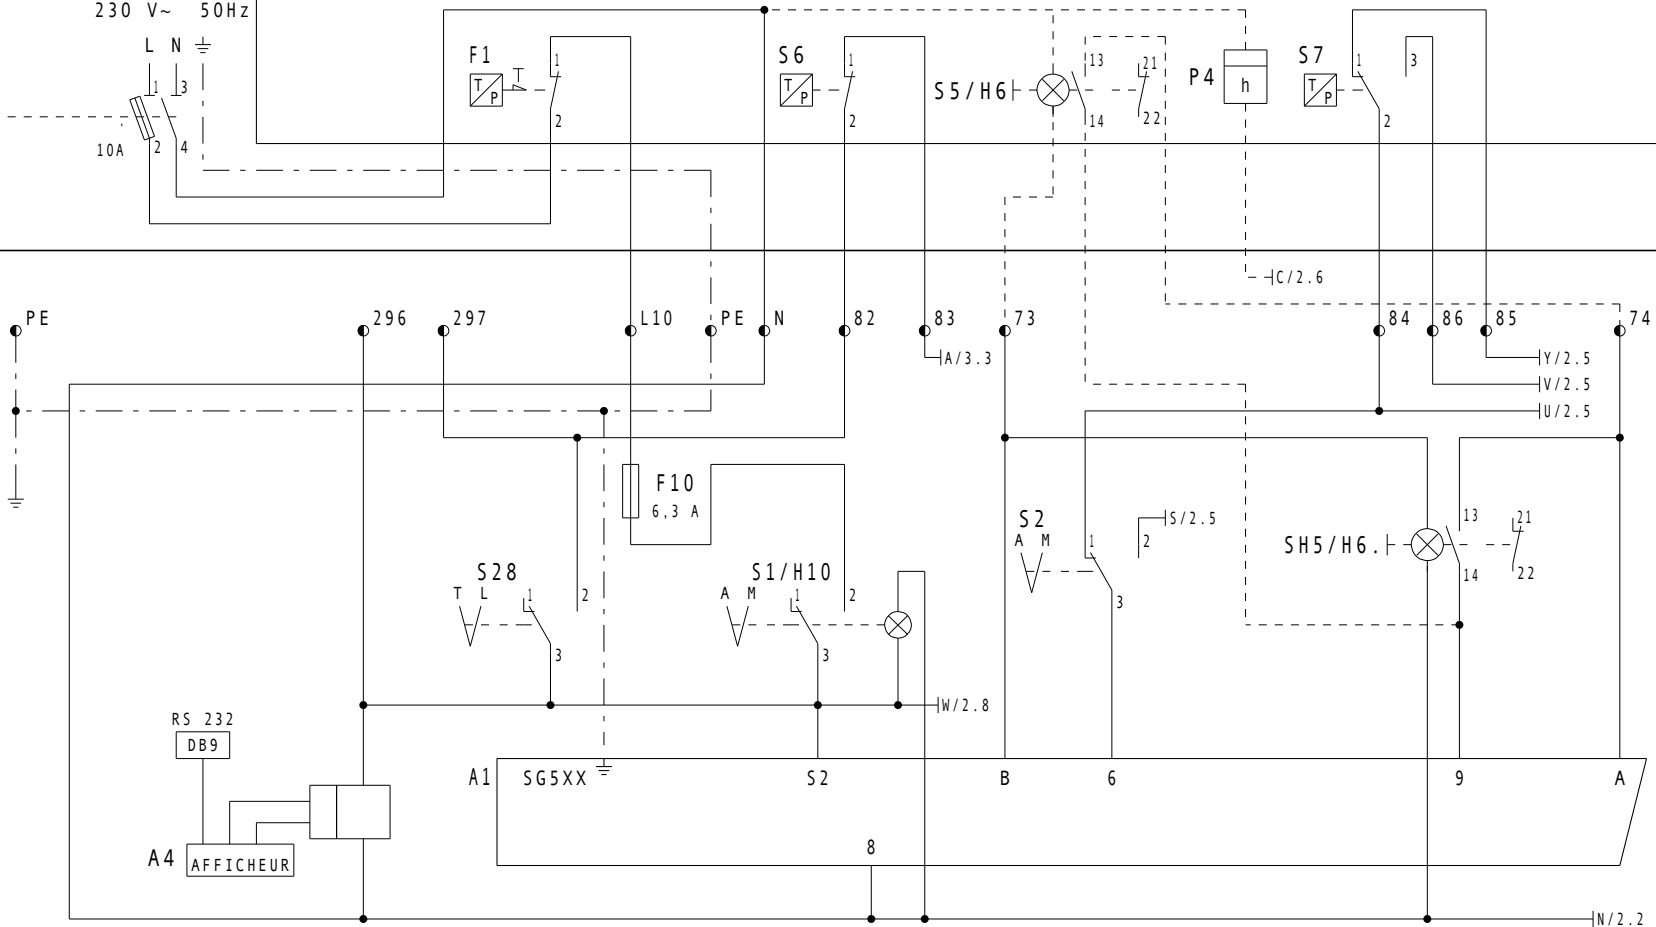 230 V~ 50Hz
L N
1 3
10A 2 4
F1
T
T P
1
2
S6
T P
1
2
S5/H6
13
14
21
22
P4
h
S7
T P
1
3
2
C/2.6
PE
296
297
L10
PE
N
82
83
73
84
86
85
74
A/3.3
Y/2.5
V/2.5
U/2.5
F10
6,3 A
S2
A M
1
2
3
S/2.5
SH5/H6.
13
14
21
22
S28
T L
1
2
3
S1/H10
A M
1
2
3
W/2.8
RS 232
DB9
A4
AFFICHEUR
A1
SG5XX
S2
B
6
9
A
8
N/2.2